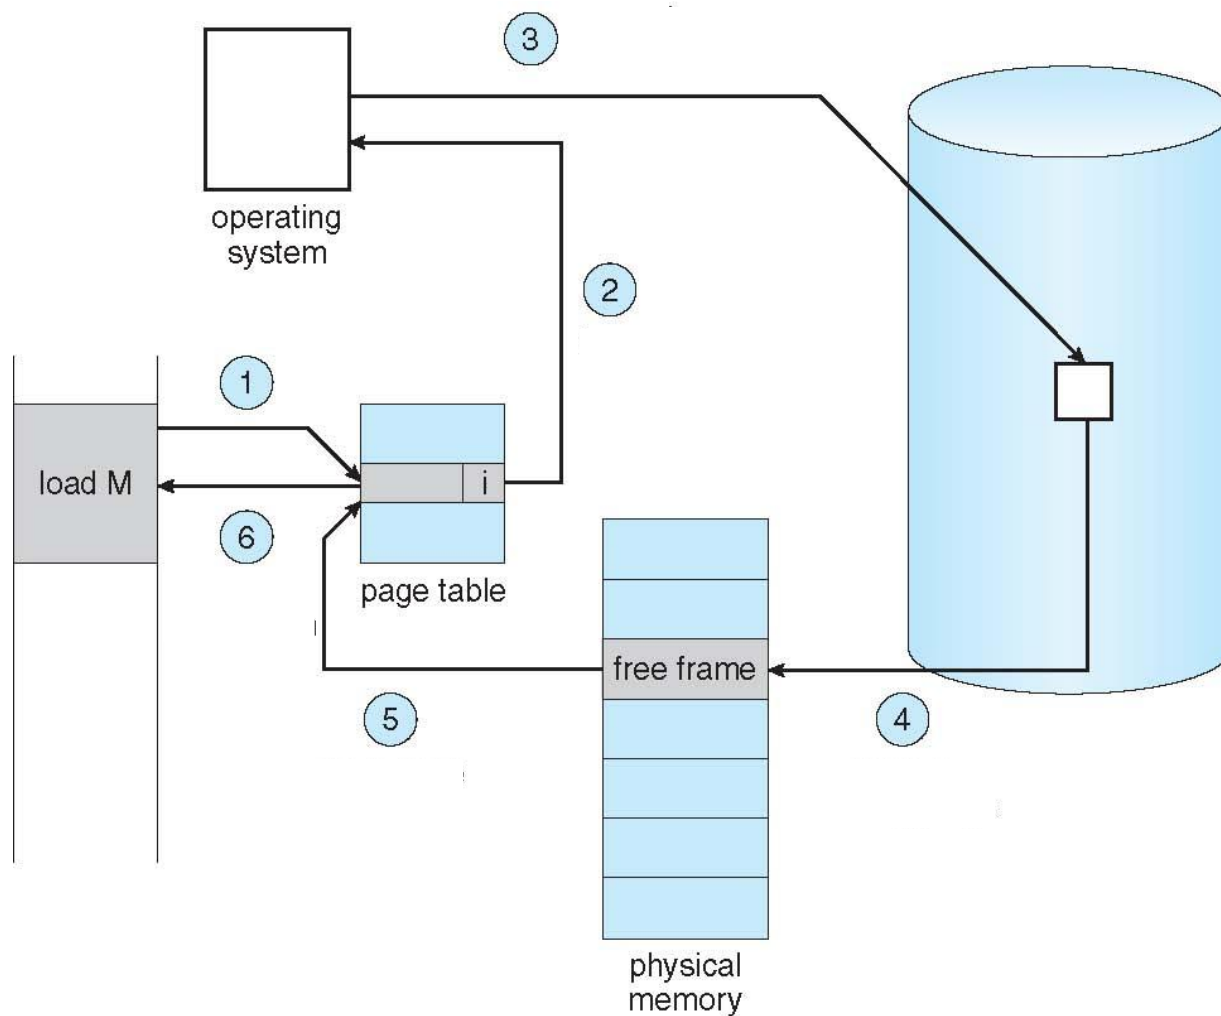 3
operating
system
2
1
load M
i
6
page table
free frame
5
4
physical
memory